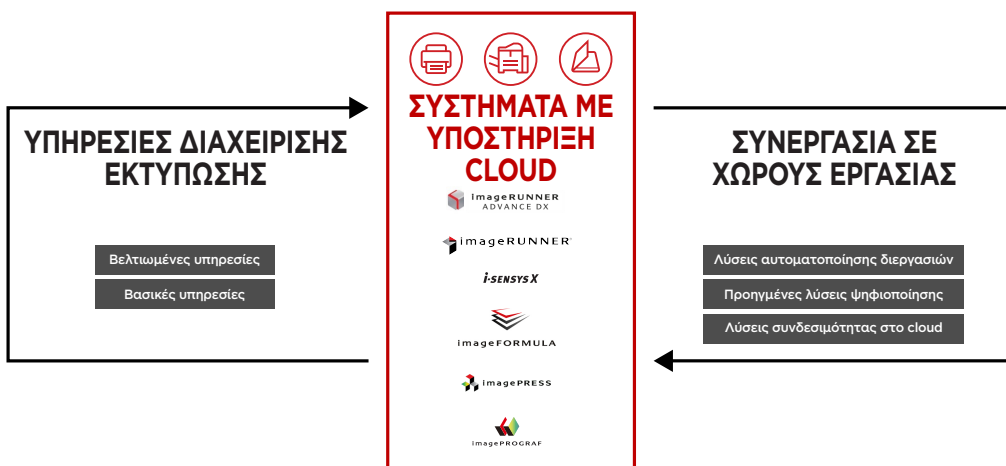 ΥΠΗΡΕΣΙΕΣ ΔΙΑΧΕΙΡΙΣΗΣ
ΕΚΤΥΠΩΣΗΣ
Βελτιωμένες υπηρεσίες
Βασικές υπηρεσίες
ΣΥΣΤΗΜΑΤΑ ΜΕ
ΥΠΟΣΤΗΡΙΞΗ
CLOUD
imageRUNNER
ADVANCE DX
imageRUNNER
i-SENSYS X
imageFORMULA
imagePRESS
imagePROGRAF
ΣΥΝΕΡΓΑΣΙΑ ΣΕ
ΧΩΡΟΥΣ ΕΡΓΑΣΙΑΣ
Λύσεις αυτοματοποίησης διεργασιών
Προηγμένες λύσεις ψηφιοποίησης
Λύσεις συνδεσιμότητας στο cloud